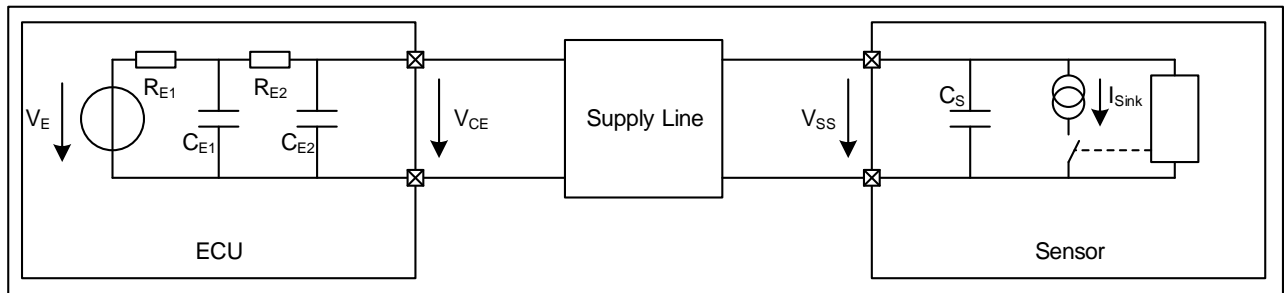 R_E1
R_E2
C_S
I_Sink
V_E
V_CE
Supply Line
V_SS
C_E1
C_E2
ECU
Sensor